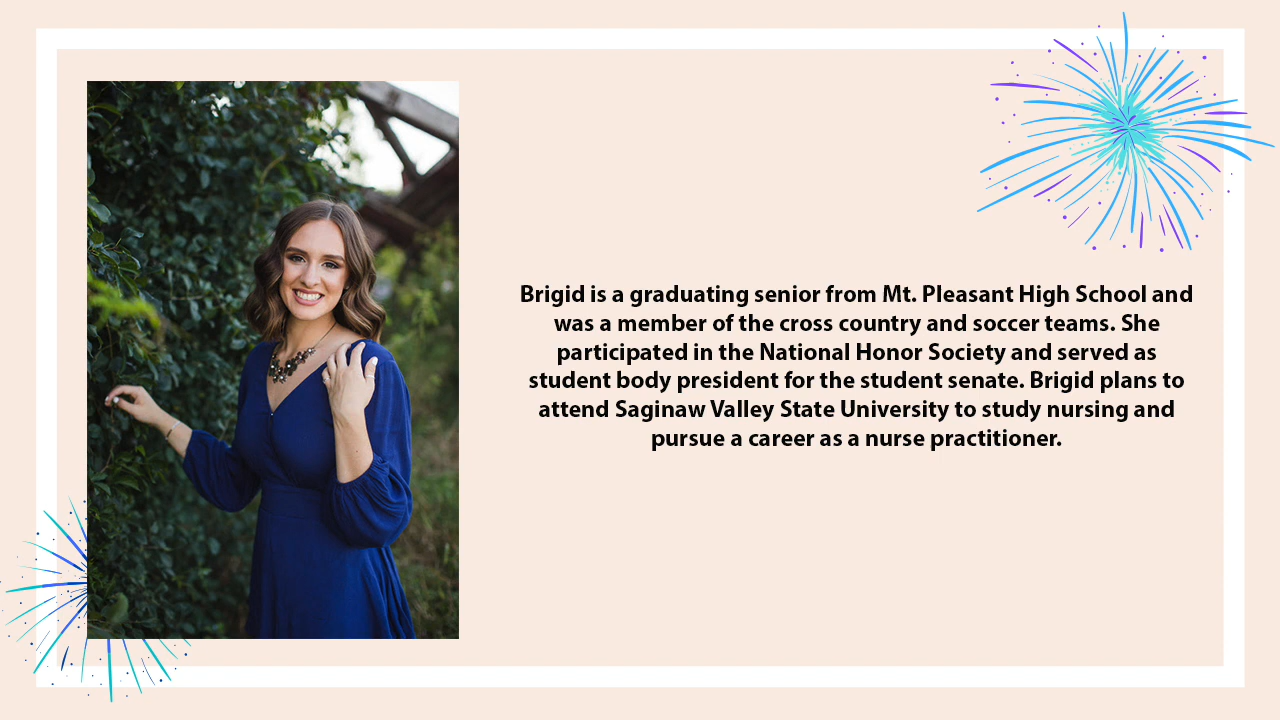 Brigid is a graduating senior from Mt. Pleasant High School and
was a member of the cross country and soccer teams. She
participated in the National Honor Society and served as
student body president for the student senate. Brigid plans to
attend Saginaw Valley State University to study nursing and
pursue a career as a nurse practitioner.